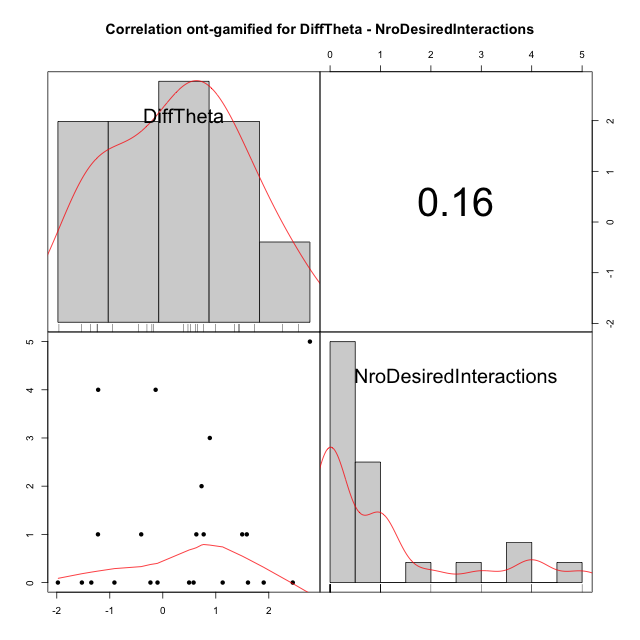 Correlation ont-gamified for DiffTheta - NroDesiredInteractions
0 1 2 3 4 5
DiffTheta
0.16
2
1
0
-1
-2
5
4
3
2
1
0
NroDesiredInteractions
-2 -1 0 1 2